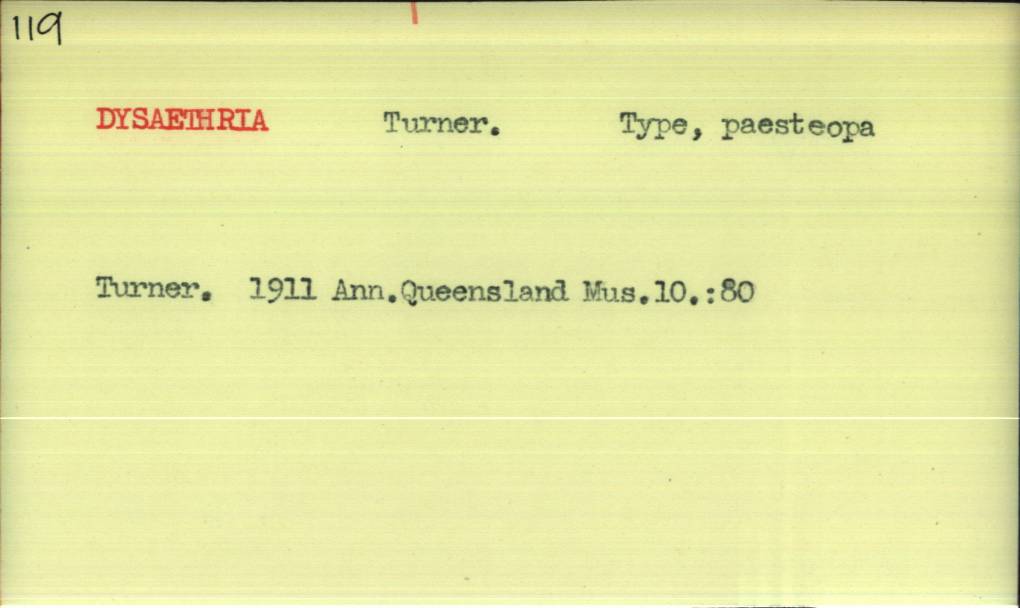 119
DYSAETHRIA Turner. Type, paesteopa
Turner. 1911 Ann.Queensland Mus.10.:80